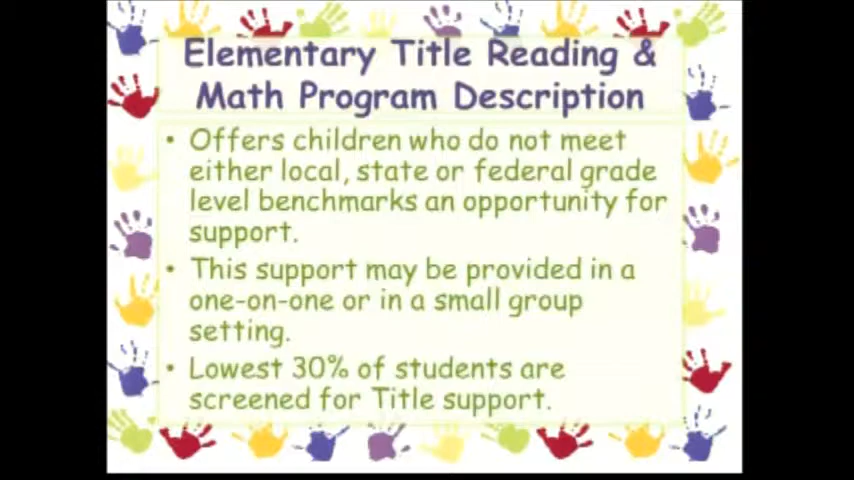 Elementary Title Reading &
Math Program Description
• Offers children who do not meet
either local, state or federal grade
level benchmarks an opportunity for
support.
• This support may be provided in a
one-on-one or in a small group
setting.
• Lowest 30% of students are
screened for Title support.